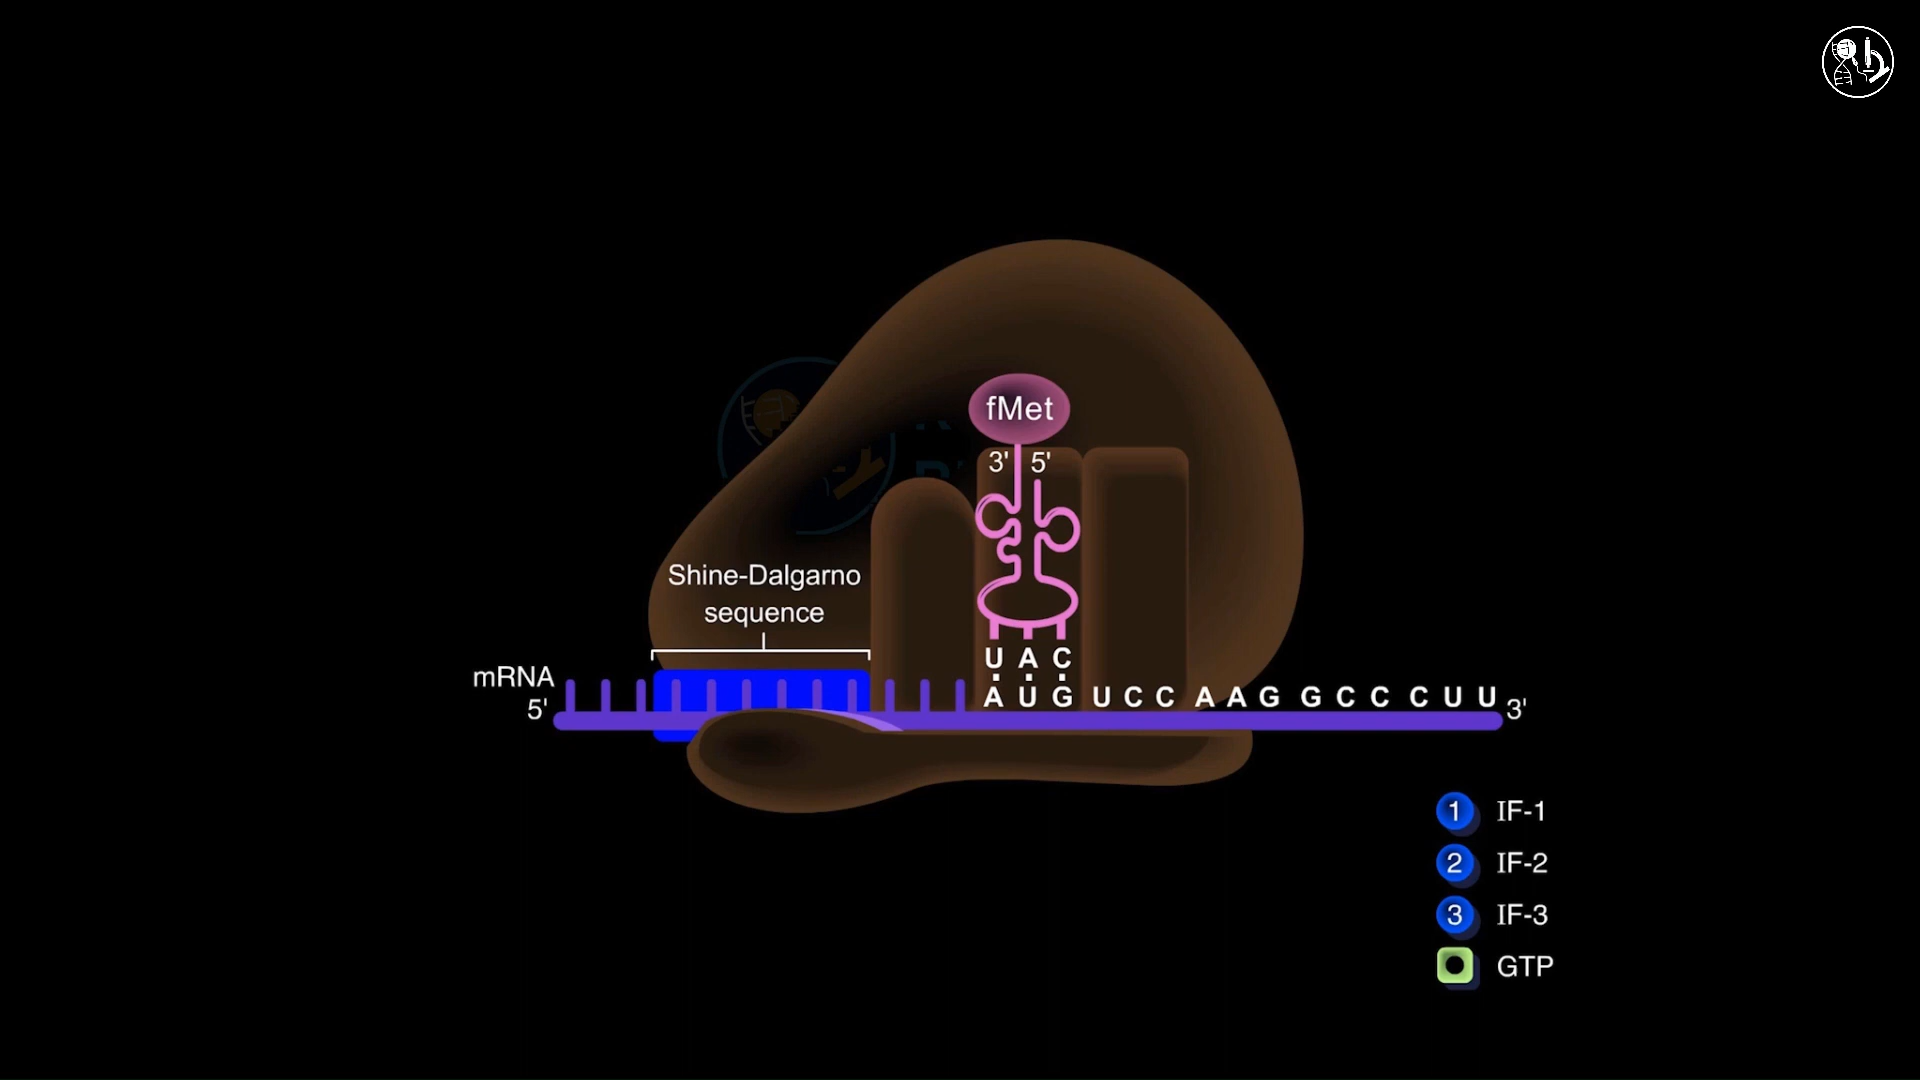 fMet
3' 5'
Shine-Dalgarno
sequence
mRNA
5'
U A C
A U G U C C A A G G C C C U U
3'
1 IF-1
2 IF-2
3 IF-3
GTP